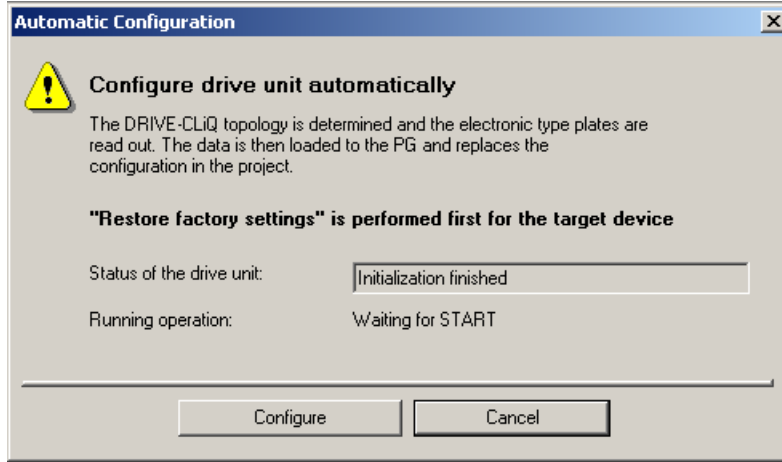 Automatic Configuration
Configure drive unit automatically
The DRIVE-CLiQ topology is determined and the electronic type plates are
read out. The data is then loaded to the PG and replaces the
configuration in the project.
"Restore factory settings" is performed first for the target device
Status of the drive unit: Initialization finished
Running operation: Waiting for START
Configure Cancel